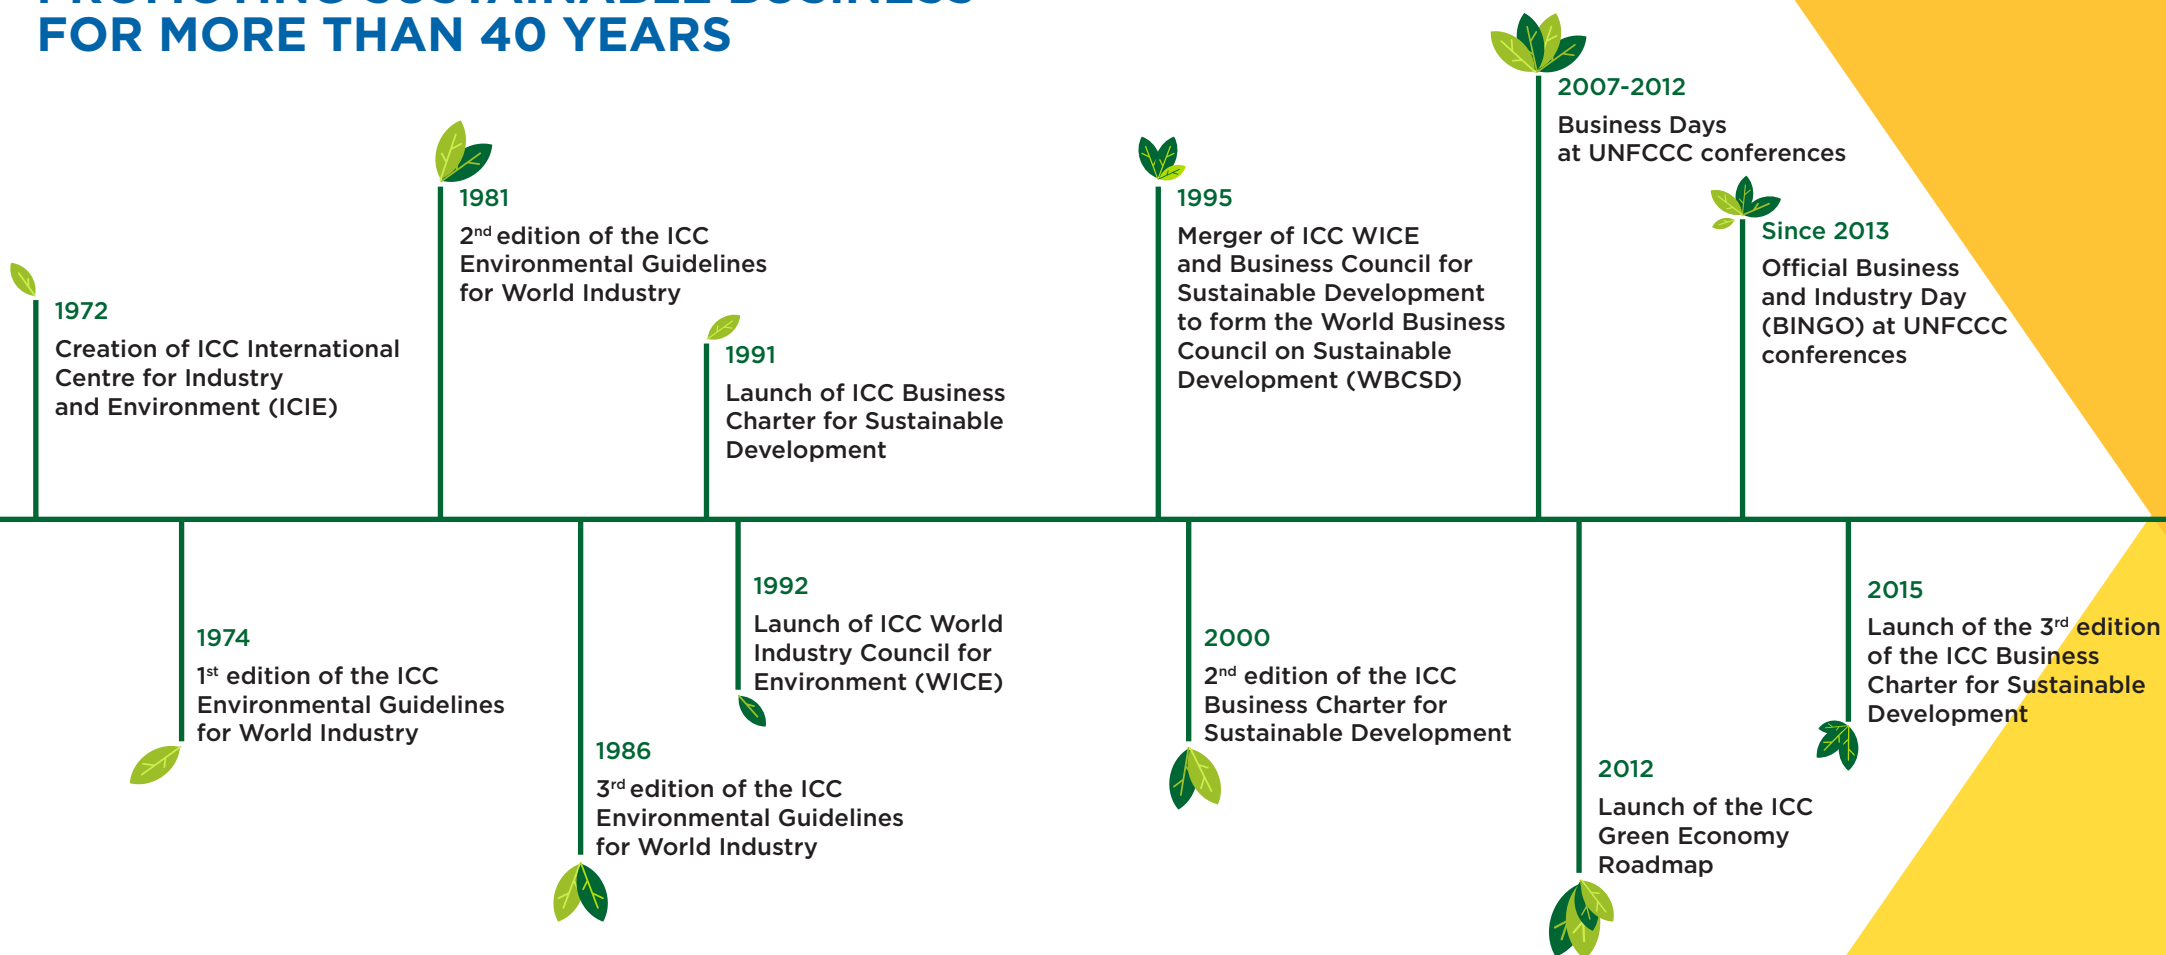 PROMOTING SUSTAINABLE BUSINESS
FOR MORE THAN 40 YEARS
1972
Creation of ICC International
Centre for Industry
and Environment (ICIE)
1974
1st edition of the ICC
Environmental Guidelines
for World Industry
1981
2nd edition of the ICC
Environmental Guidelines
for World Industry
1986
3rd edition of the ICC
Environmental Guidelines
for World Industry
1991
Launch of ICC Business
Charter for Sustainable
Development
1992
Launch of ICC World
Industry Council for
Environment (WICE)
1995
Merger of ICC WICE
and Business Council for
Sustainable Development
to form the World Business
Council on Sustainable
Development (WBCSD)
2000
2nd edition of the ICC
Business Charter for
Sustainable Development
2007-2012
Business Days
at UNFCCC conferences
2012
Launch of the ICC
Green Economy
Roadmap
Since 2013
Official Business
and Industry Day
(BINGO) at UNFCCC
conferences
2015
Launch of the 3rd edition
of the ICC Business
Charter for Sustainable
Development